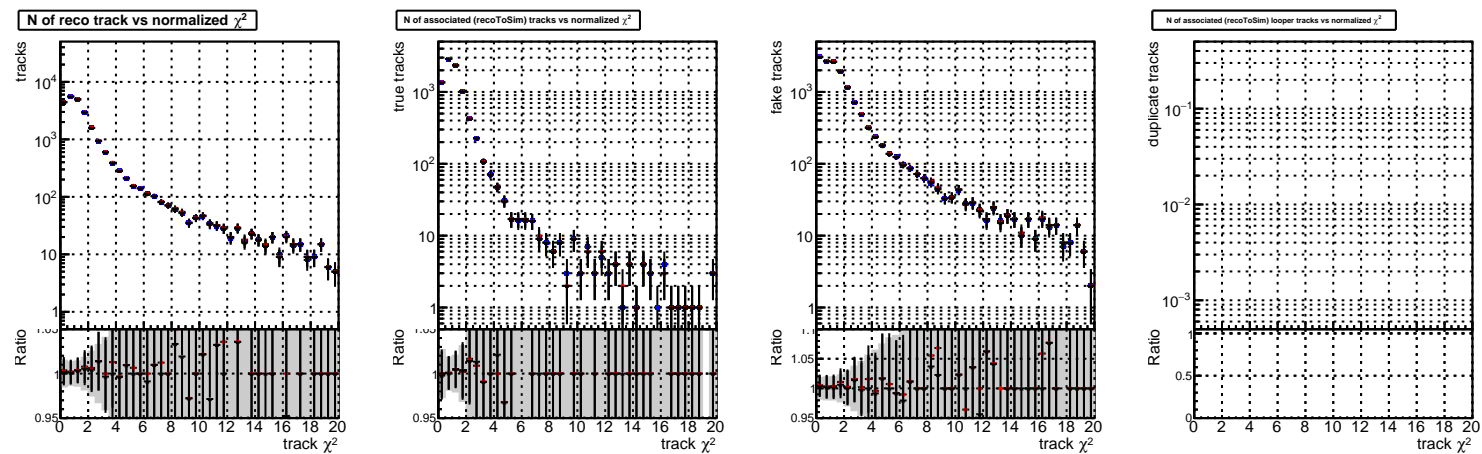 N of reco track vs normalized χ²
tracks
10⁴
10³
10²
10
1
Ratio
1.05
1
0.95
0 2 4 6 8 10 12 14 16 18 20
track χ²
N of associated (recoToSim) tracks vs normalized χ²
true tracks
10³
10²
10
1
Ratio
1.05
1
0.95
0 2 4 6 8 10 12 14 16 18 20
track χ²
fake tracks
10³
10²
10
1
Ratio
1.1
1.05
1
0.95
0 2 4 6 8 10 12 14 16 18 20
track χ²
N of associated (recoToSim) looper tracks vs normalized χ²
duplicate tracks
10⁻¹
10⁻²
10⁻³
Ratio
1
0.5
0
0 2 4 6 8 10 12 14 16 18 20
track χ²